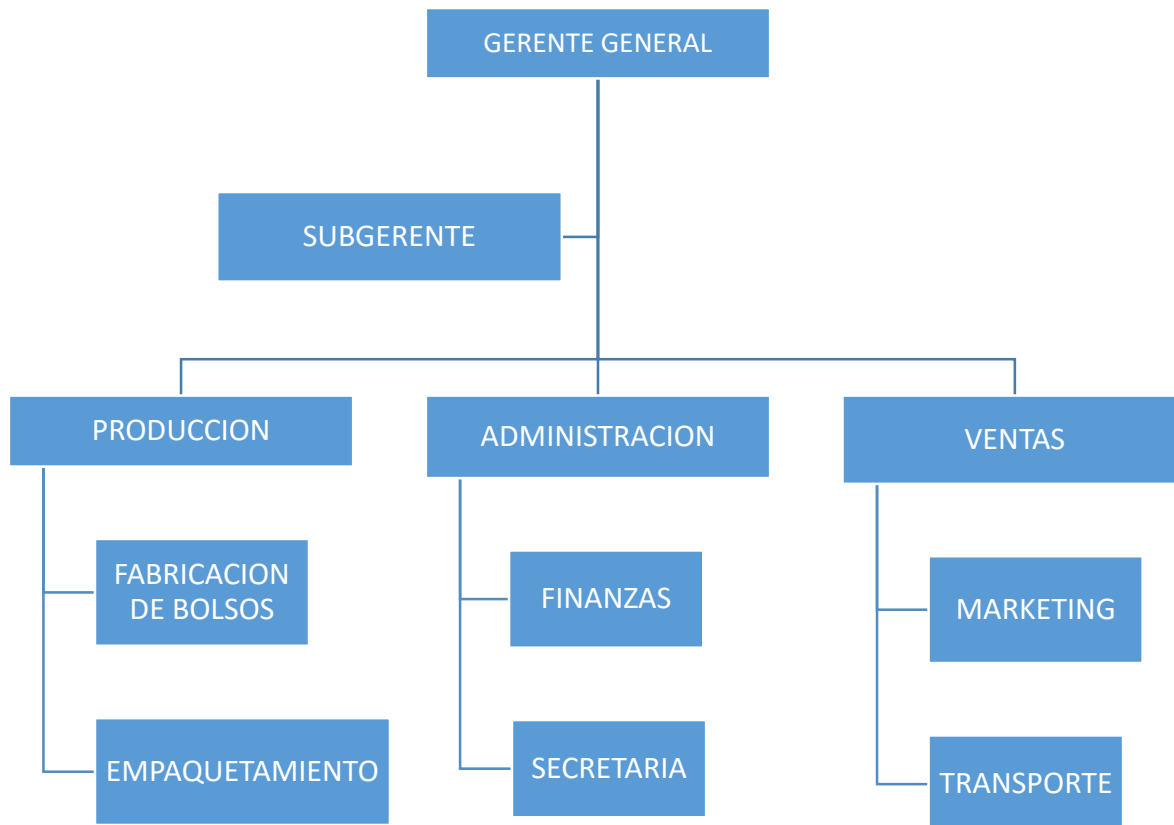 GERENTE GENERAL
SUBGERENTE
PRODUCCION
ADMINISTRACION
VENTAS
FABRICACION
DE BOLSOS
FINANZAS
MARKETING
EMPAQUETAMIENTO
SECRETARIA
TRANSPORTE